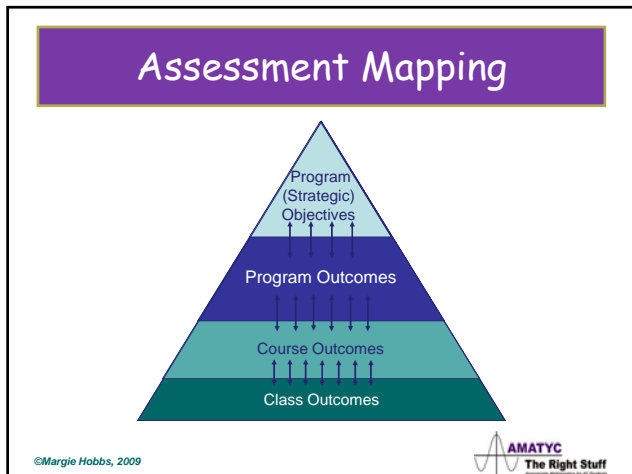 Assessment Mapping
Program
(Strategic)
Objectives
Program Outcomes
Course Outcomes
Class Outcomes
©Margie Hobbs, 2009
AMATYC
The Right Stuff